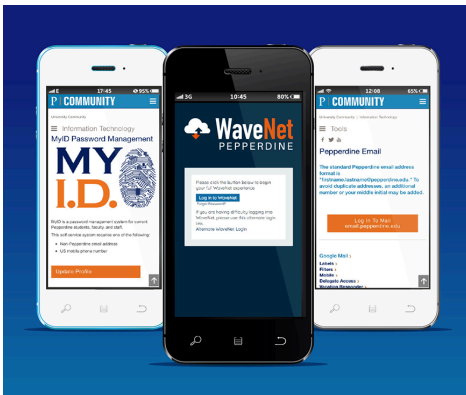 E 17:45 95%
P | COMMUNITY
University Community
Information Technology
MyID Password Management
MY
I.D.
MyID is a password management system for current
Pepperdine students, faculty, and staff.
This self service system requires one of the following:
Non Pepperdine email address
US mobile phone number
Update Profile
3G 10:45 80%
WaveNet
PEPPERDINE
Please click the button below to begin
your full WaveNet experience
Log in to WaveNet
Forgot Password?
If you are having difficulty logging into
WaveNet, please use this alternate login
link.
Alternate WaveNet Login
12:08 65%
P | COMMUNITY
University Community | Information Technology
Tools
Pepperdine Email
The standard Pepperdine email address
format is
"firstname.lastname@pepperdine.edu." To
avoid duplicate addresses, an additional
number or your middle initial may be added.
Log In To Mail
email@pepperdine.edu
Google Mail
Labels
Filters
Mobile
Delegate Access
Vacation Responder